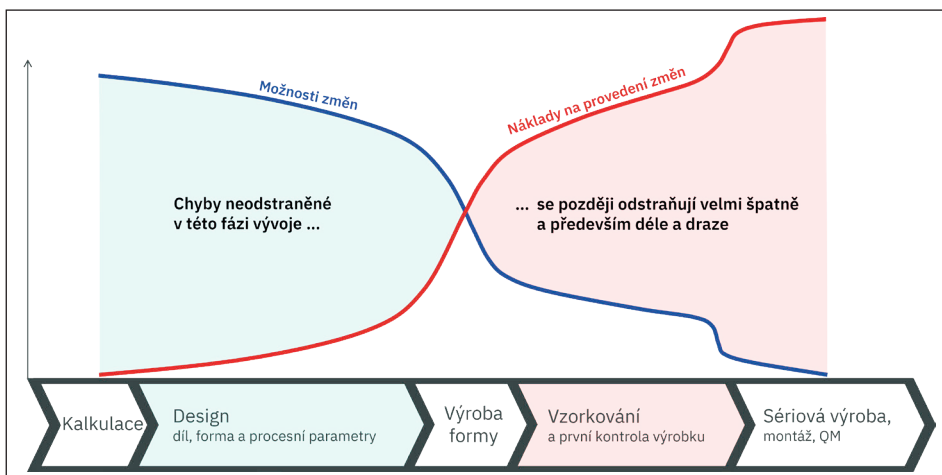 Možnosti změn
Náklady na provedení změn
Chyby neodstraněné
v této fázi vývoje ...
... se později odstraňují velmi špatně
a především déle a draze
Kalkulace
Design
díl, forma a procesní parametry
Výroba
formy
Vzorkování
a první kontrola výrobku
Sériová výroba,
montáž, QM